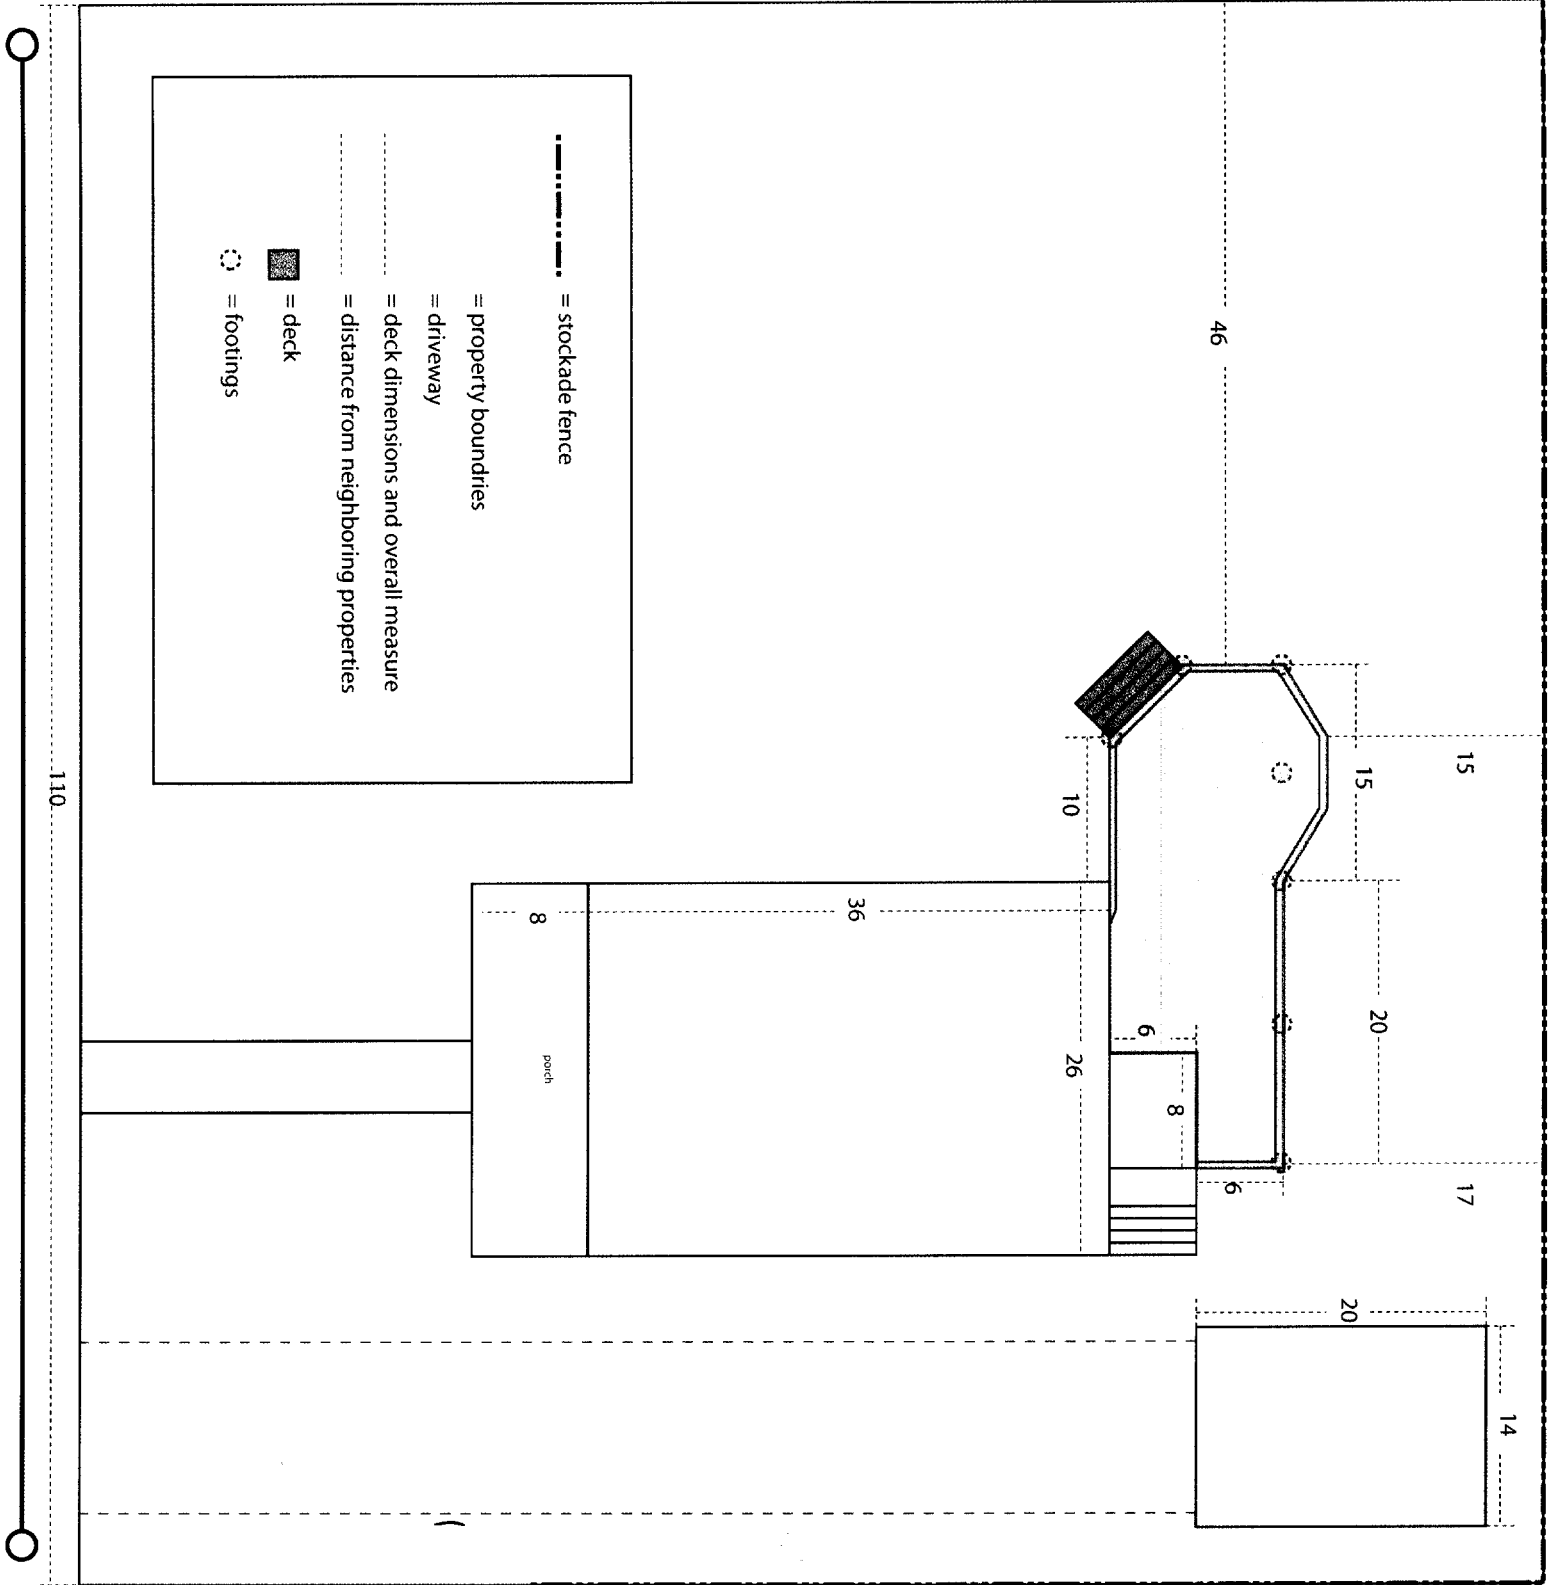 = stockade fence
= property boundries
= driveway
= deck dimensions and overall measure
= distance from neighboring properties
= deck
= footings
46
15
15
10
20
17
6
8
6
26
36
8
porch
20
14
110